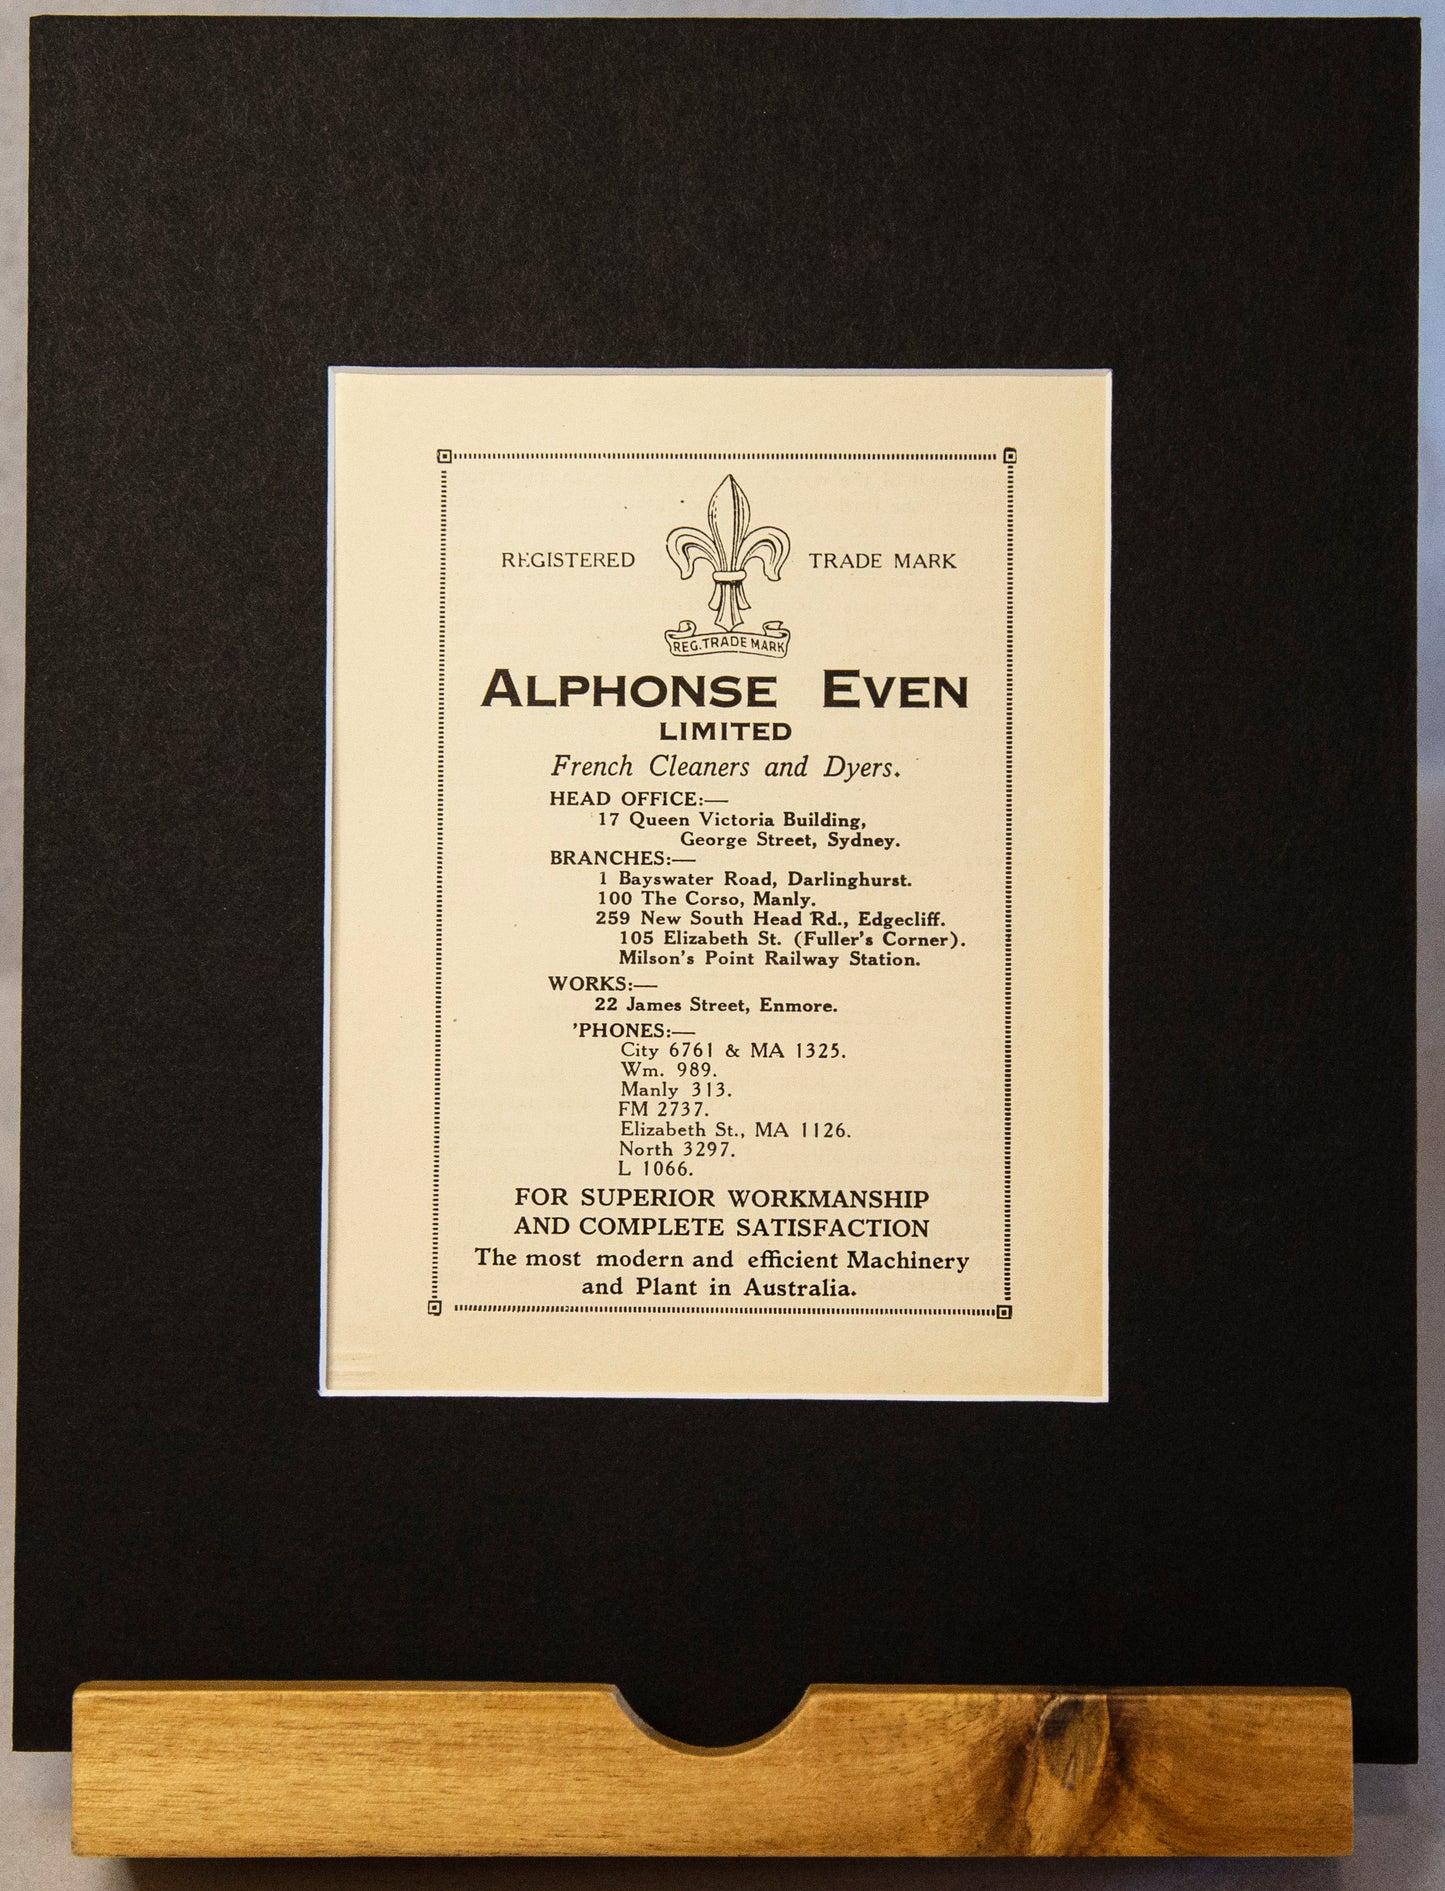 REGISTERED TRADE MARK
REG. TRADE MARK
ALPHONSE EVEN
LIMITED
French Cleaners and Dyers.
HEAD OFFICE:—
17 Queen Victoria Building,
George Street, Sydney.
BRANCHES:—
1 Bayswater Road, Darlinghurst.
100 The Corso, Manly.
259 New South Head Rd., Edgecliff.
105 Elizabeth St. (Fuller's Corner).
Milson's Point Railway Station.
WORKS:—
22 James Street, Enmore.
'PHONES:—
City 6761 & MA 1325.
Wm. 989.
Manly 313.
FM 2737.
Elizabeth St., MA 1126.
North 3297.
L 1066.
FOR SUPERIOR WORKMANSHIP
AND COMPLETE SATISFACTION
The most modern and efficient Machinery
and Plant in Australia.